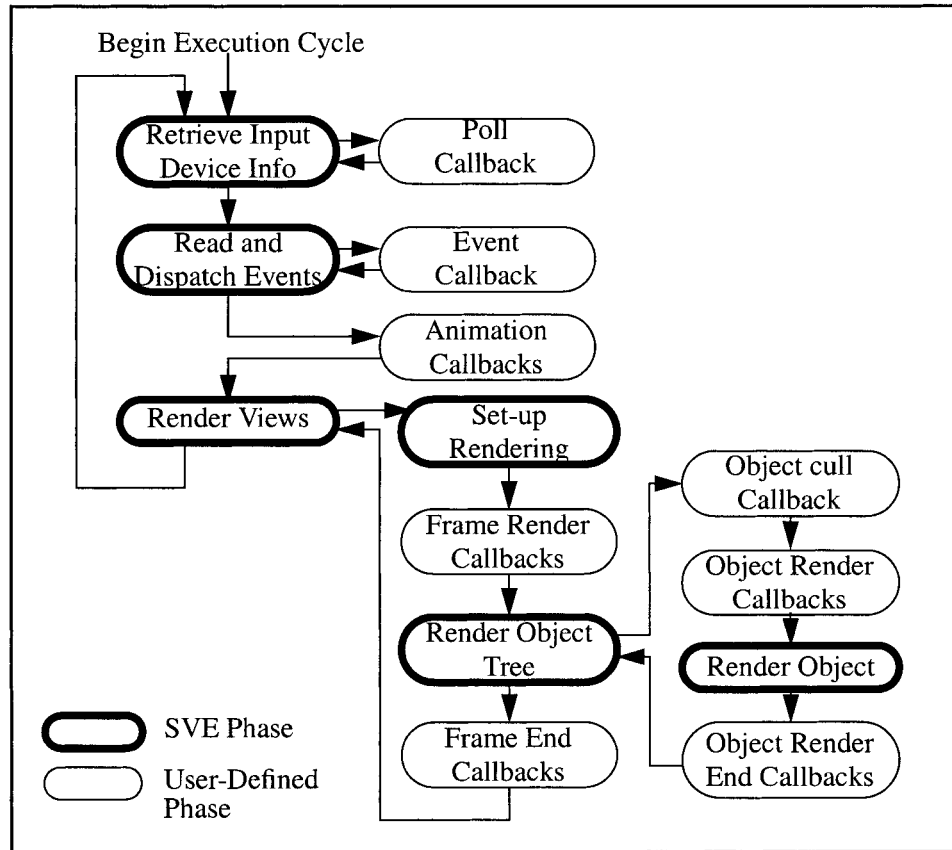 Begin Execution Cycle
Retrieve Input
Device Info
Poll
Callback
Read and
Dispatch Events
Event
Callback
Animation
Callbacks
Render Views
Set-up
Rendering
Frame Render
Callbacks
Render Object
Tree
Frame End
Callbacks
Object cull
Callback
Object Render
Callbacks
Render Object
Object Render
End Callbacks
SVE Phase
User-Defined
Phase